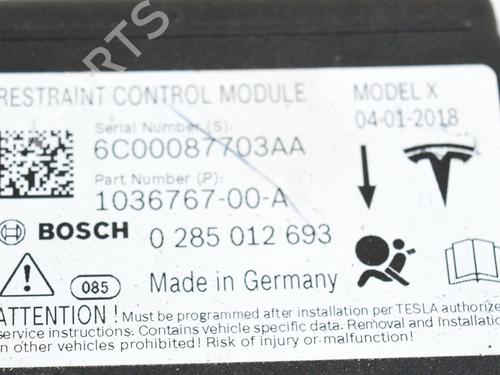 PARTS
RESTRAINT CONTROL MODULE
MODEL X
04-01-2018
Serial Number (S):
6C00087703AA
Part Number (P):
1036767-00-A
BOSCH 0 285 012 693
085 Made in Germany
ATTENTION! Must be programmed after installation per TESLA authorize
service instructions. Contains vehicle specific data. Removal and Installation
in other vehicles prohibited! Risk of injury or malfunction!